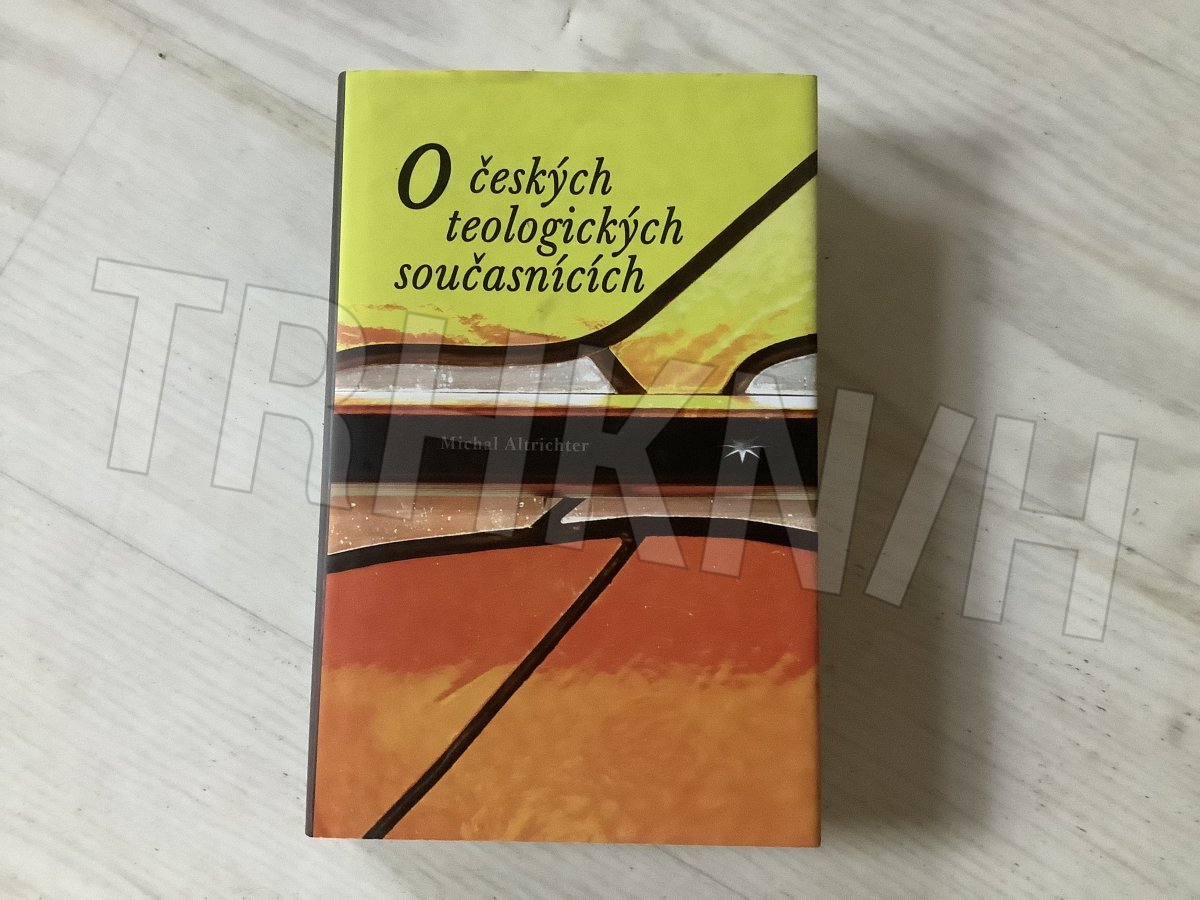 O českých
teologických
současnících
Michal Altrichter
TRHKNIH